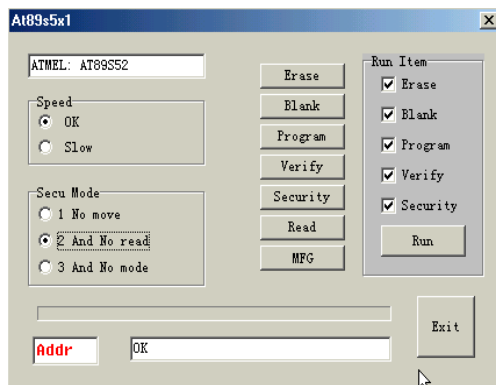 At89s5x1
ATMEL: AT89S52
Speed
OK
Slow
Secu Mode
1 No move
2 And No read
3 And No mode
Erase
Blank
Program
Verify
Security
Read
MFG
Run Item
Erase
Blank
Program
Verify
Security
Run
Addr
OK
Exit